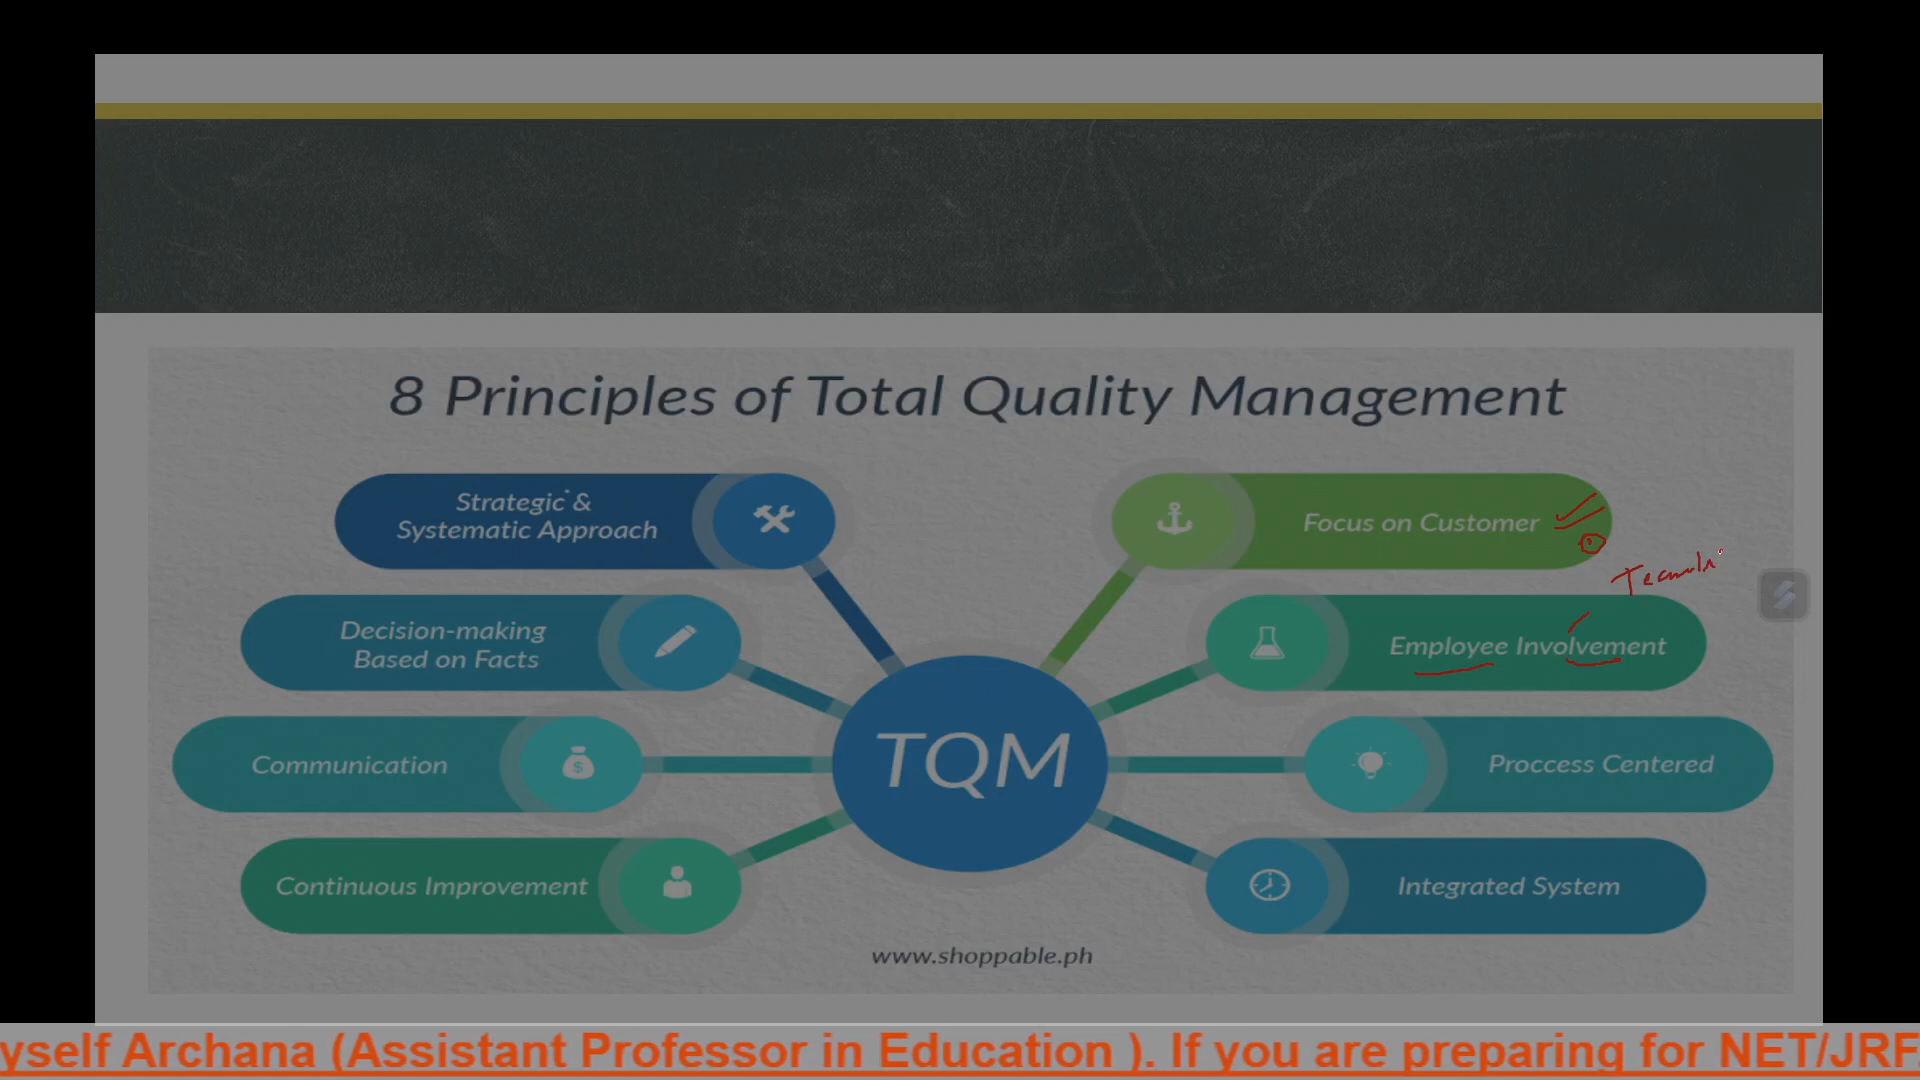 8 Principles of Total Quality Management
Strategic &
Systematic Approach
Focus on Customer
Decision-making
Based on Facts
Employee Involvement
Communication
TQM
Proccess Centered
Continuous Improvement
Integrated System
www.shoppable.ph
yself Archana (Assistant Professor in Education ). If you are preparing for NET/JRF